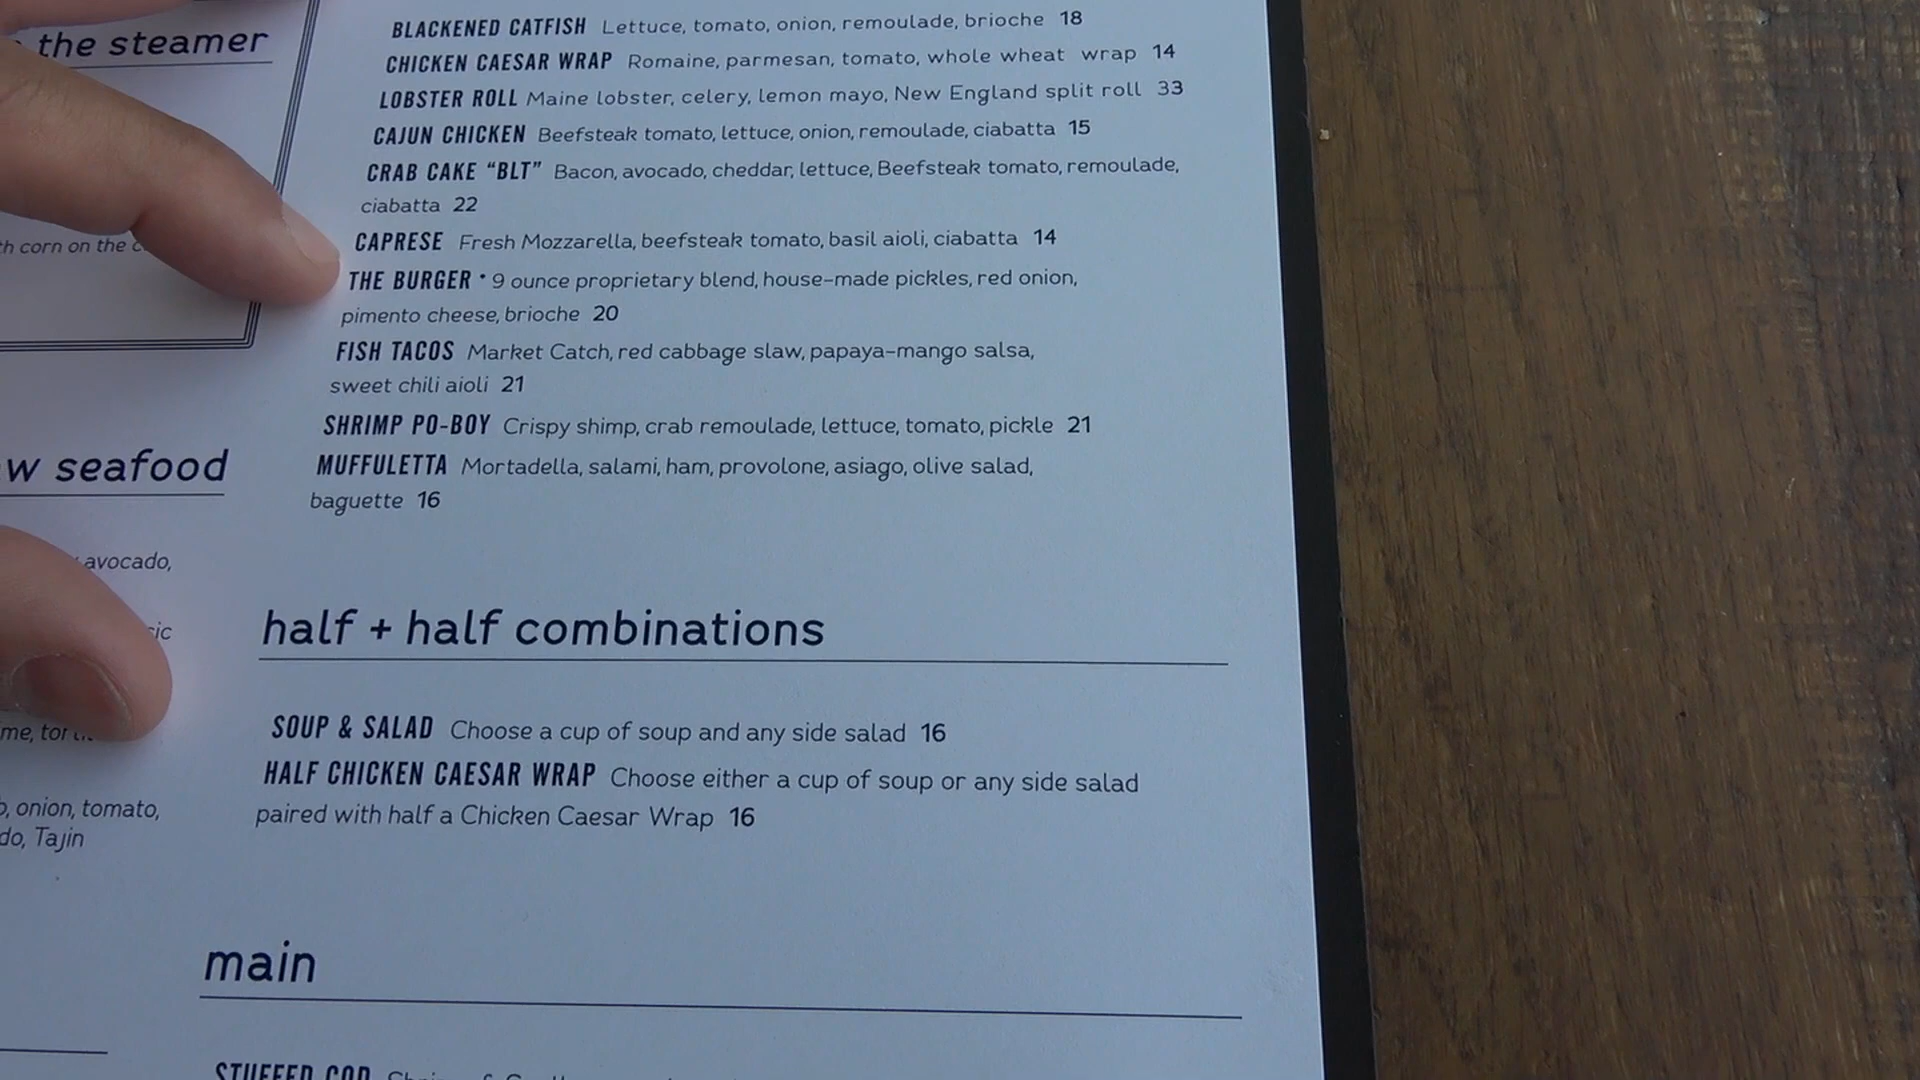 the steamer
corn on the
w seafood
avocado,
onion, tomato,
Tajin
BLACKENED CATFISH Lettuce, tomato, onion, remoulade, brioche 18
CHICKEN CAESAR WRAP Romaine, parmesan, tomato, whole wheat wrap 14
LOBSTER ROLL Maine lobster, celery, lemon mayo, New England split roll 33
CAJUN CHICKEN Beefsteak tomato, lettuce, onion, remoulade, ciabatta 15
CRAB CAKE "BLT" Bacon, avocado, cheddar, lettuce, Beefsteak tomato, remoulade,
ciabatta 22
CAPRESE Fresh Mozzarella, beefsteak tomato, basil aioli, ciabatta 14
THE BURGER * 9 ounce proprietary blend, house-made pickles, red onion,
pimento cheese, brioche 20
FISH TACOS Market Catch, red cabbage slaw, papaya-mango salsa,
sweet chili aioli 21
SHRIMP PO-BOY Crispy shimp, crab remoulade, lettuce, tomato, pickle 21
MUFFULETTA Mortadella, salami, ham, provolone, asiago, olive salad,
baguette 16
half + half combinations
SOUP & SALAD Choose a cup of soup and any side salad 16
HALF CHICKEN CAESAR WRAP Choose either a cup of soup or any side salad
paired with half a Chicken Caesar Wrap 16
main
STUFFED COD